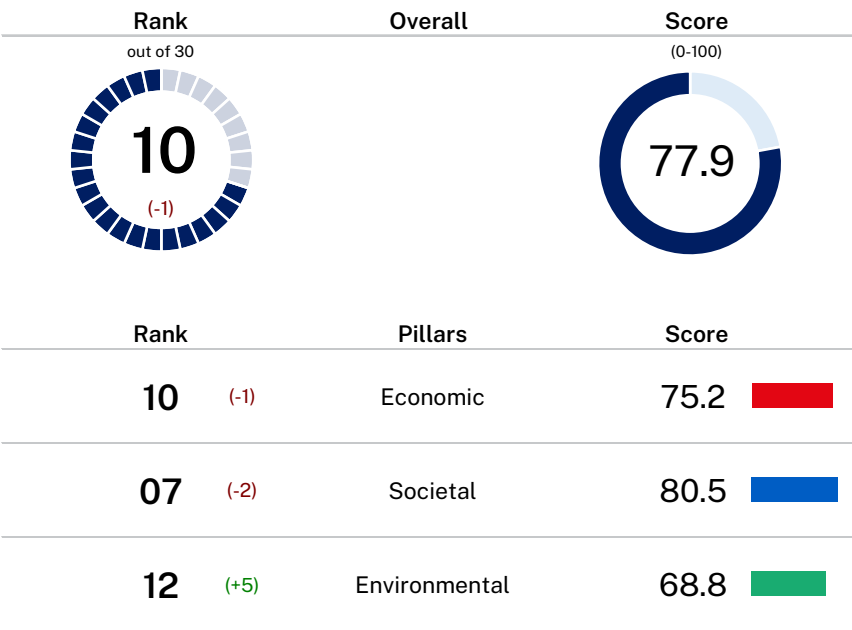 Rank Overall Score
out of 30 (0-100)
10 77.9
(-1)
Rank Pillars Score
10 (-1) Economic 75.2
07 (-2) Societal 80.5
12 (+5) Environmental 68.8